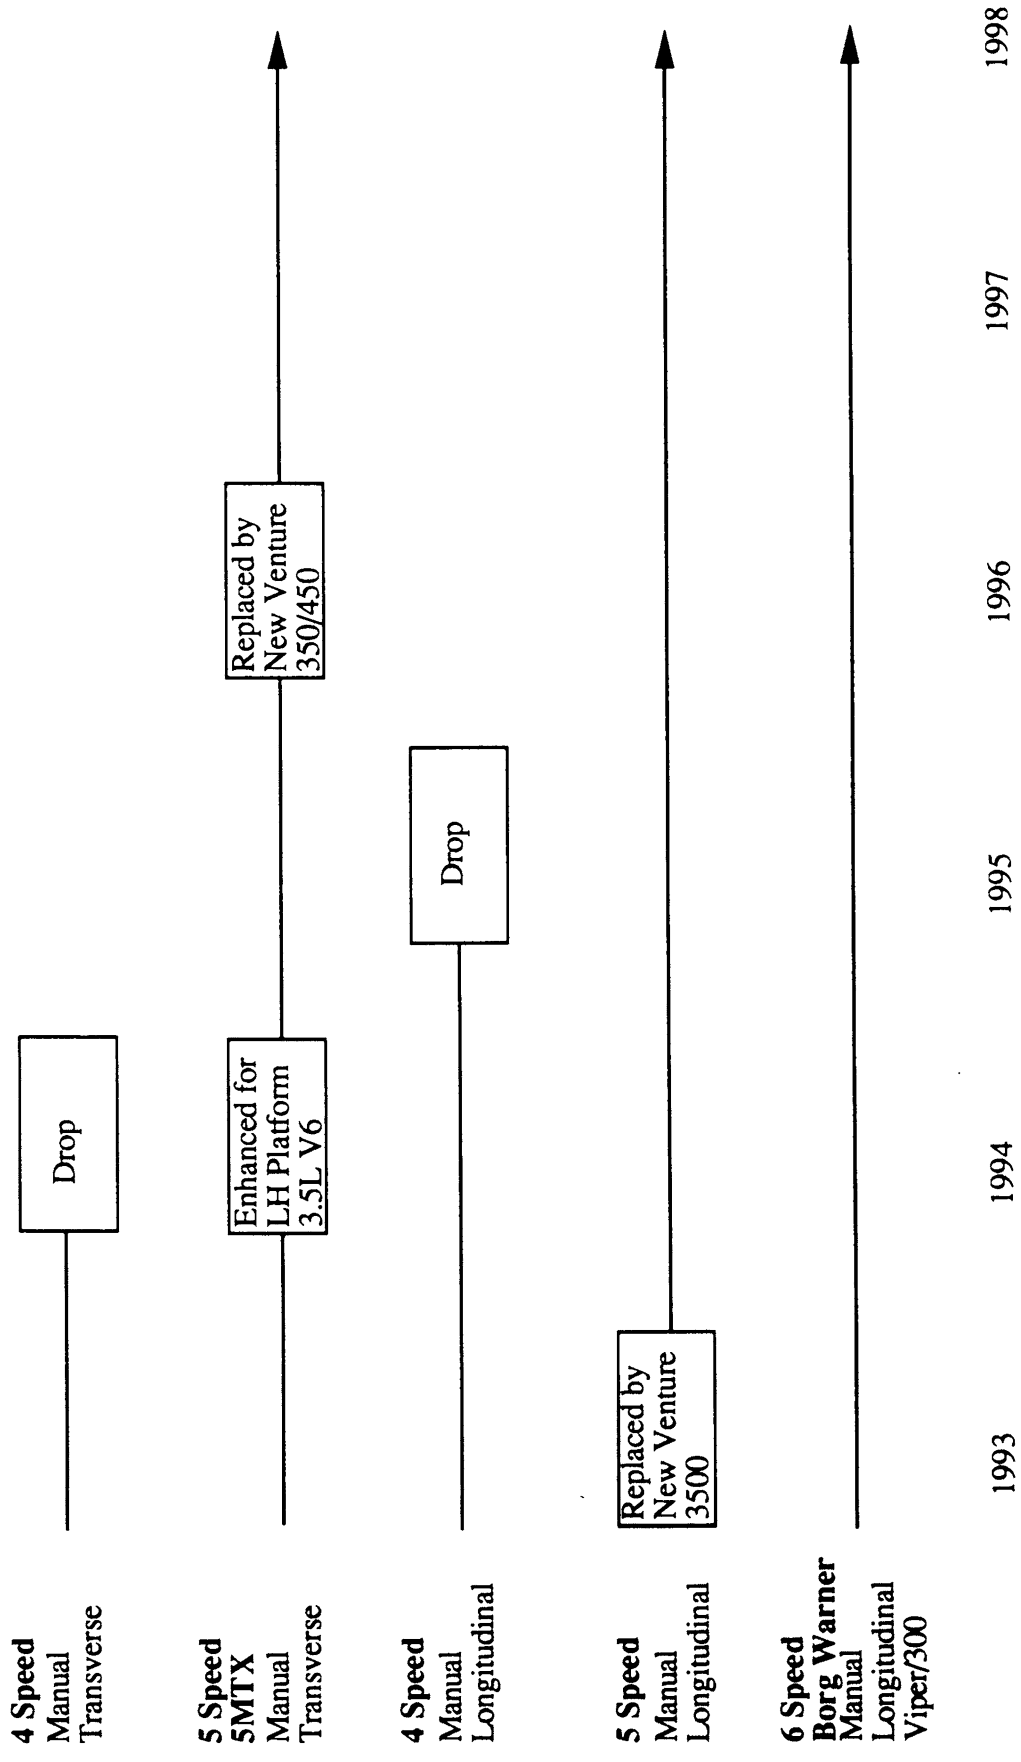 4 Speed
Manual
Transverse
Drop
5 Speed
5MTX
Manual
Transverse
Enhanced for
LH Platform
3.5L V6
Replaced by
New Venture
350/450
4 Speed
Manual
Longitudinal
Drop
5 Speed
Manual
Longitudinal
Replaced by
New Venture
3500
6 Speed
Borg Warner
Manual
Longitudinal
Viper/300
1993
1994
1995
1996
1997
1998